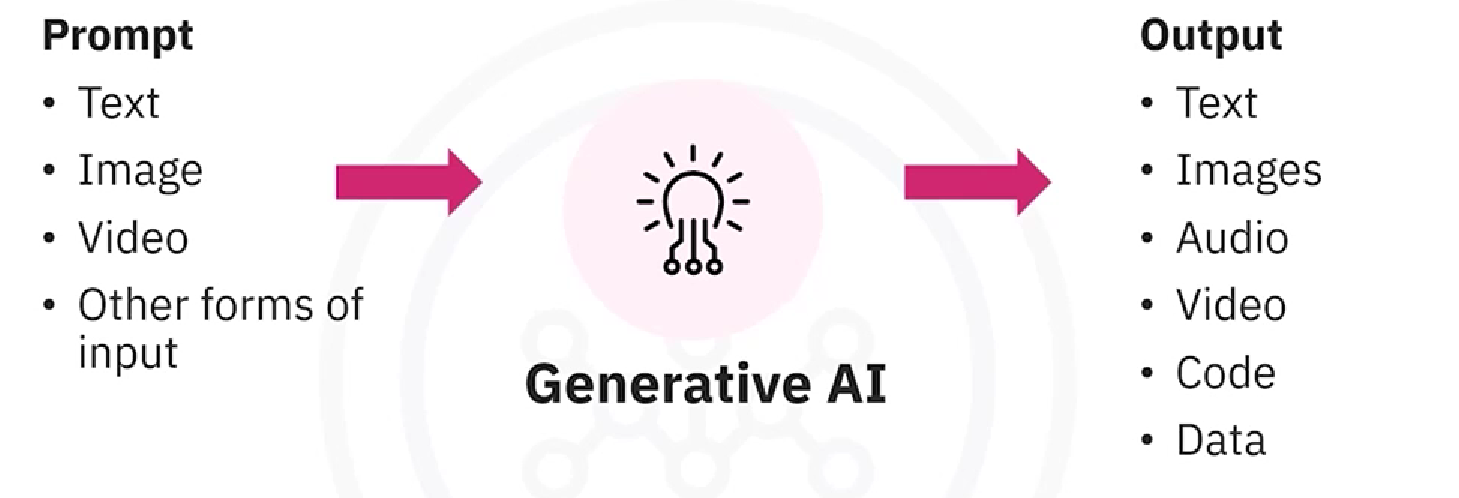 Prompt
• Text
• Image
• Video
• Other forms of
input
Generative AI
Output
• Text
• Images
• Audio
• Video
• Code
• Data